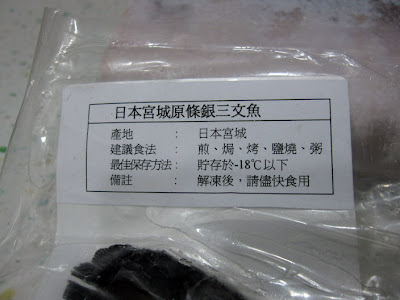 日本宮城原條銀三文魚
產地 : 日本宮城
建議食法 : 煎、焗、烤、鹽燒、粥
最佳保存方法 : 貯存於-18℃以下
備註 : 解凍後，請儘快食用